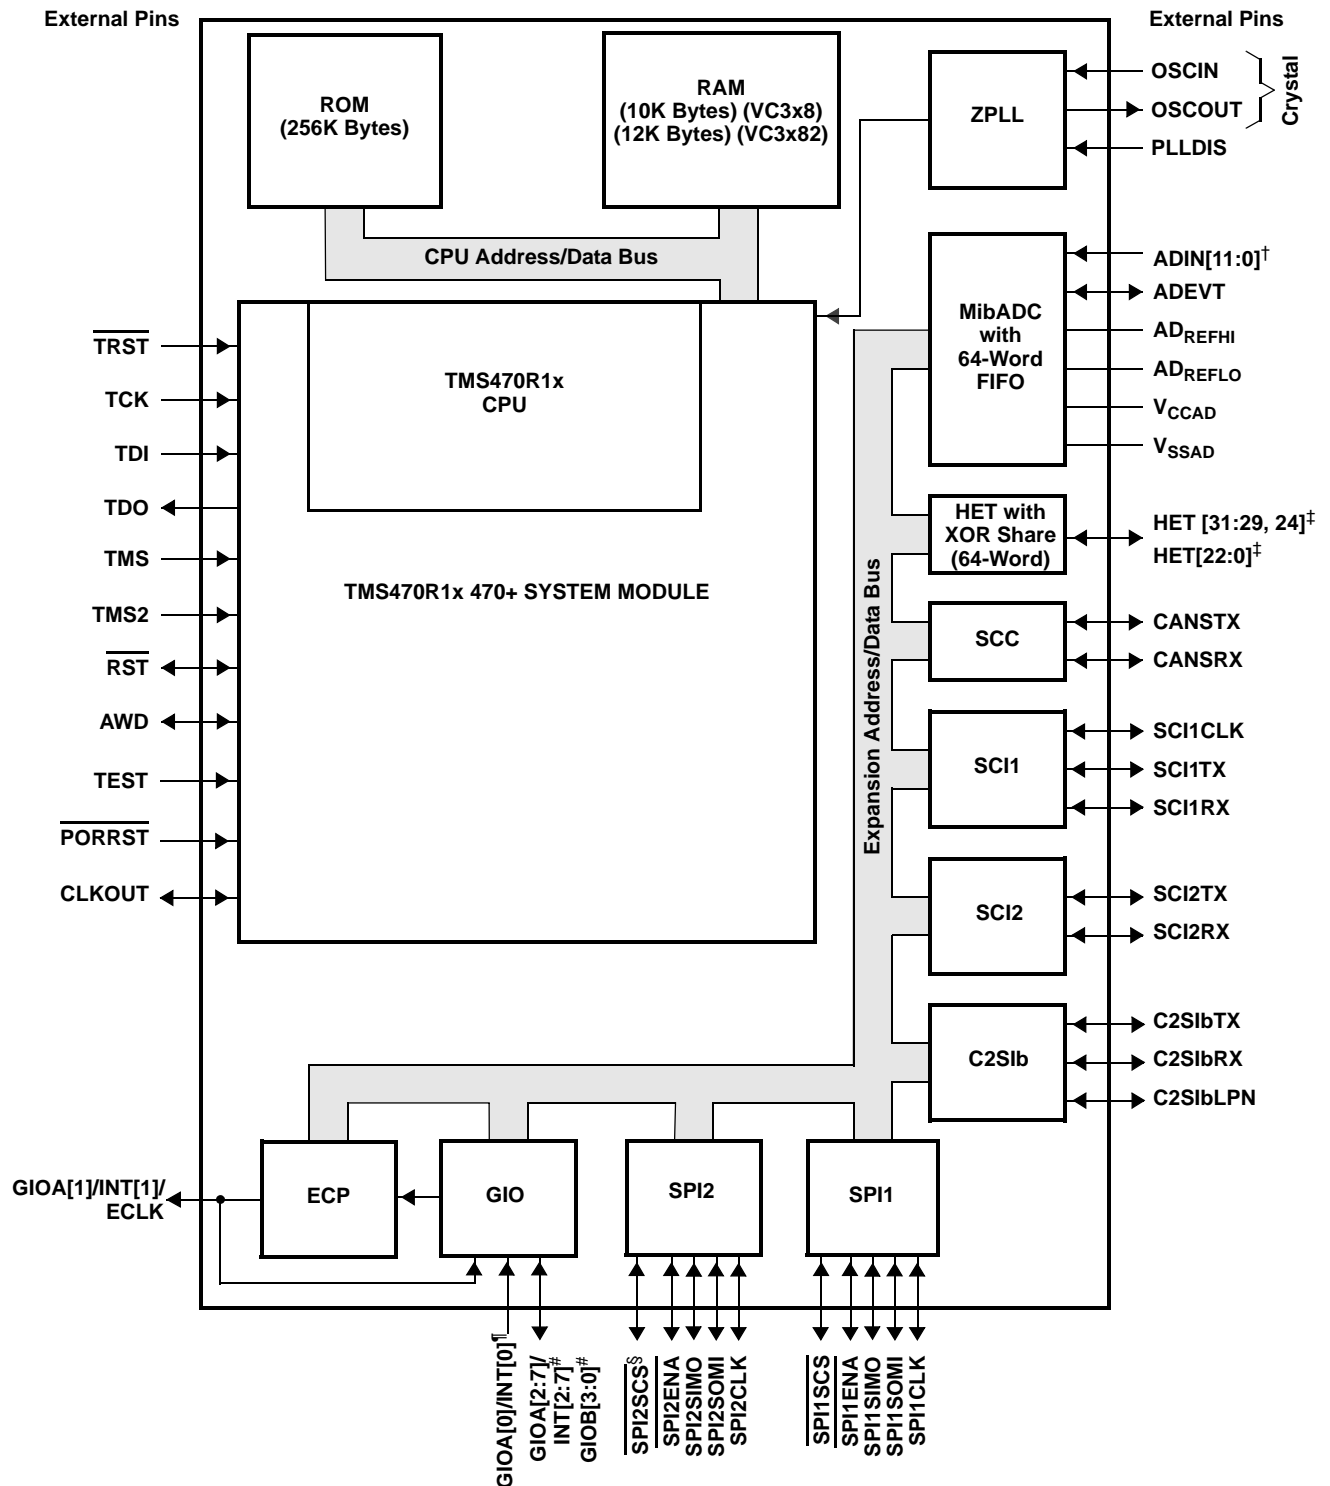 External Pins
External Pins
ROM
(256K Bytes)
RAM
(10K Bytes) (VC3x8)
(12K Bytes) (VC3x82)
ZPLL
OSCIN
OSCOUT
PLLDIS
Crystal
CPU Address/Data Bus
TRST
TCK
TDI
TDO
TMS
TMS2
RST
AWD
TEST
PORRST
CLKOUT
TMS470R1x
CPU
TMS470R1x 470+ SYSTEM MODULE
Expansion Address/Data Bus
MibADC
with
64-Word
FIFO
ADIN[11:0]†
ADEVT
ADREFHI
ADREFLO
VCCAD
VSSAD
HET with
XOR Share
(64-Word)
HET [31:29, 24]‡
HET[22:0]‡
SCC
CANSTX
CANSRX
SCI1
SCI1CLK
SCI1TX
SCI1RX
SCI2
SCI2TX
SCI2RX
C2SIb
C2SIbTX
C2SIbRX
C2SIbLPN
GIOA[1]/INT[1]/
ECLK
ECP
GIO
SPI2
SPI1
GIOA[0]/INT[0]¶
GIOA[2:7]/
INT[2:7]#
GIOB[3:0]#
SPI2SCS§
SPI2ENA
SPI2SIMO
SPI2SOMI
SPI2CLK
SPI1SCS
SPI1ENA
SPI1SIMO
SPI1SOMI
SPI1CLK